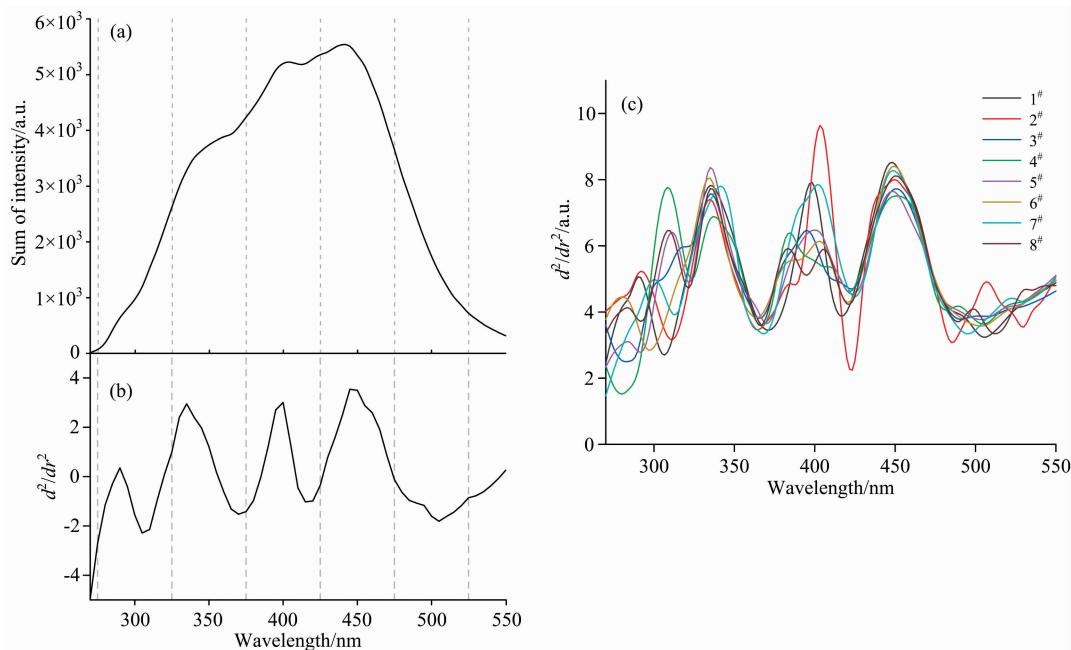 (a)
Sum of intensity/a.u.
6×10³
5×10³
4×10³
3×10³
2×10³
1×10³
0
(b)
d²/dr²
4
2
0
-2
-4
300 350 400 450 500 550
Wavelength/nm
(c)
d²/dr²/a.u.
10
8
6
4
2
0
300 350 400 450 500 550
Wavelength/nm
1#
2#
3#
4#
5#
6#
7#
8#